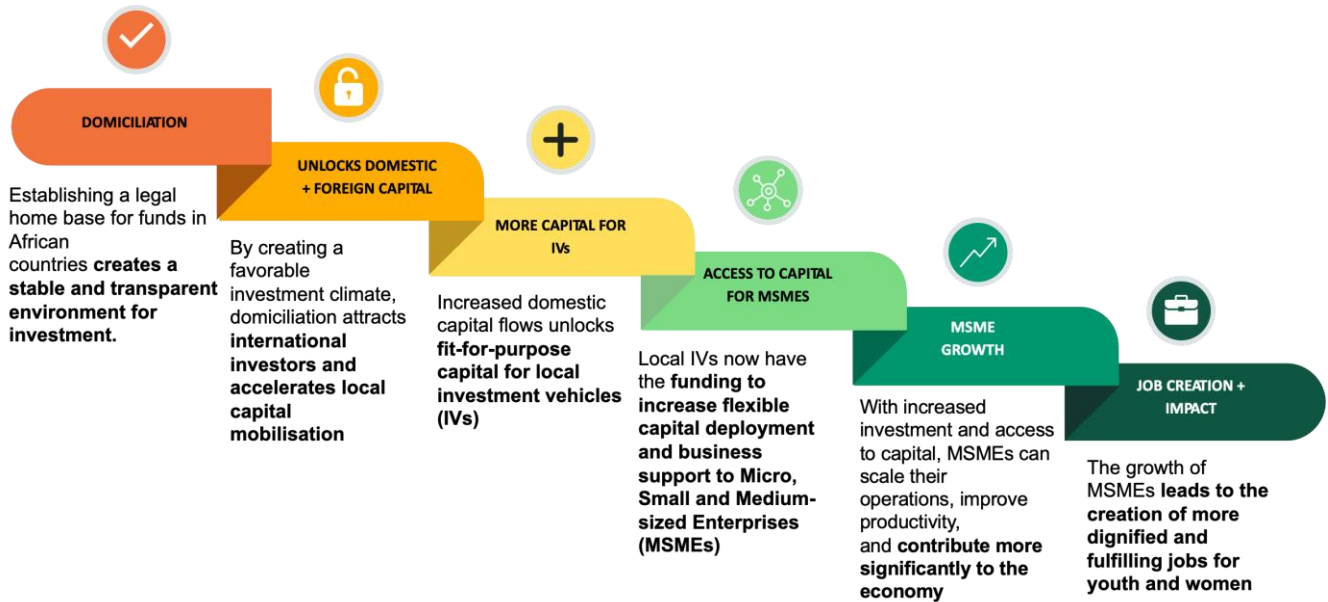 DOMICILIATION
Establishing a legal
home base for funds in
African
countries creates a
stable and transparent
environment for
investment.
UNLOCKS DOMESTIC
+ FOREIGN CAPITAL
By creating a
favorable
investment climate,
domiciliation attracts
international
investors and
accelerates local
capital
mobilisation
MORE CAPITAL FOR
IVs
Increased domestic
capital flows unlocks
fit-for-purpose
capital for local
investment vehicles
(IVs)
ACCESS TO CAPITAL
FOR MSMES
Local IVs now have
the funding to
increase flexible
capital deployment
and business
support to Micro,
Small and Medium-
sized Enterprises
(MSMEs)
MSME
GROWTH
With increased
investment and access
to capital, MSMEs can
scale their
operations, improve
productivity,
and contribute more
significantly to the
economy
JOB CREATION +
IMPACT
The growth of
MSMEs leads to the
creation of more
dignified and
fulfilling jobs for
youth and women